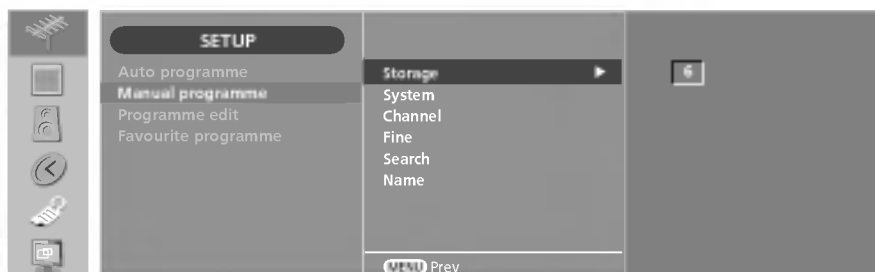 SETUP
Auto programme
Manual programme
Programme edit
Favourite programme
Storage
System
Channel
Fine
Search
Name
MENU Prev
6